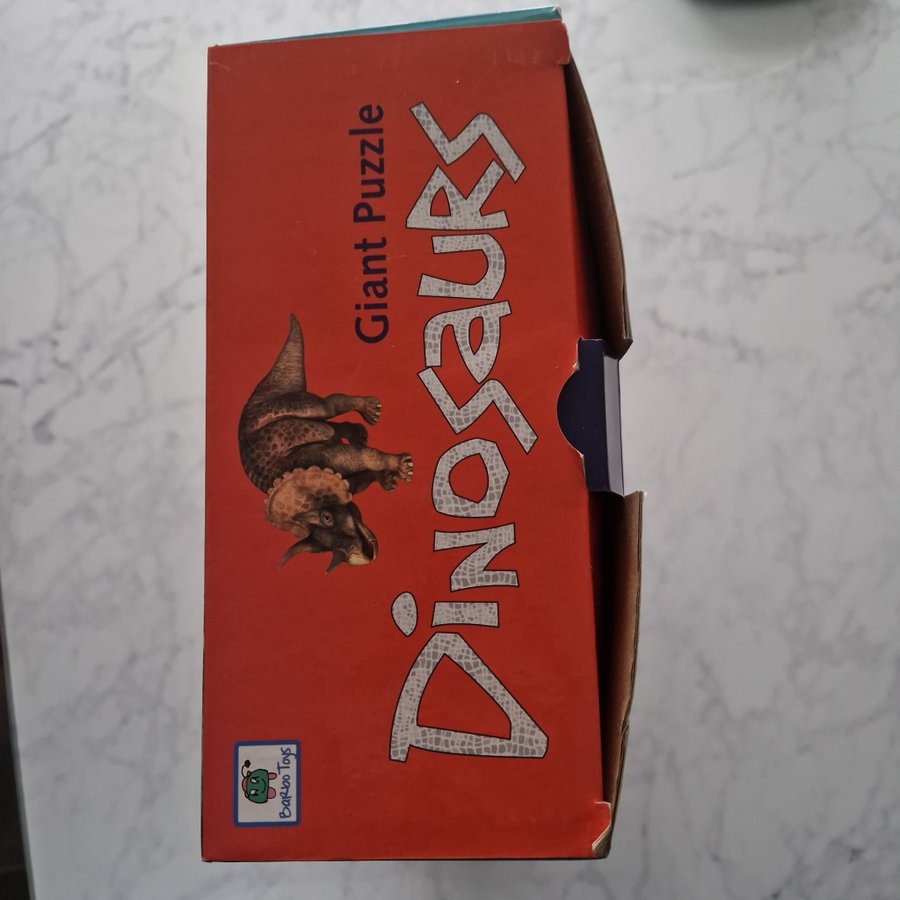 Giant Puzzle
DINOSAURS
BARBO TOYS